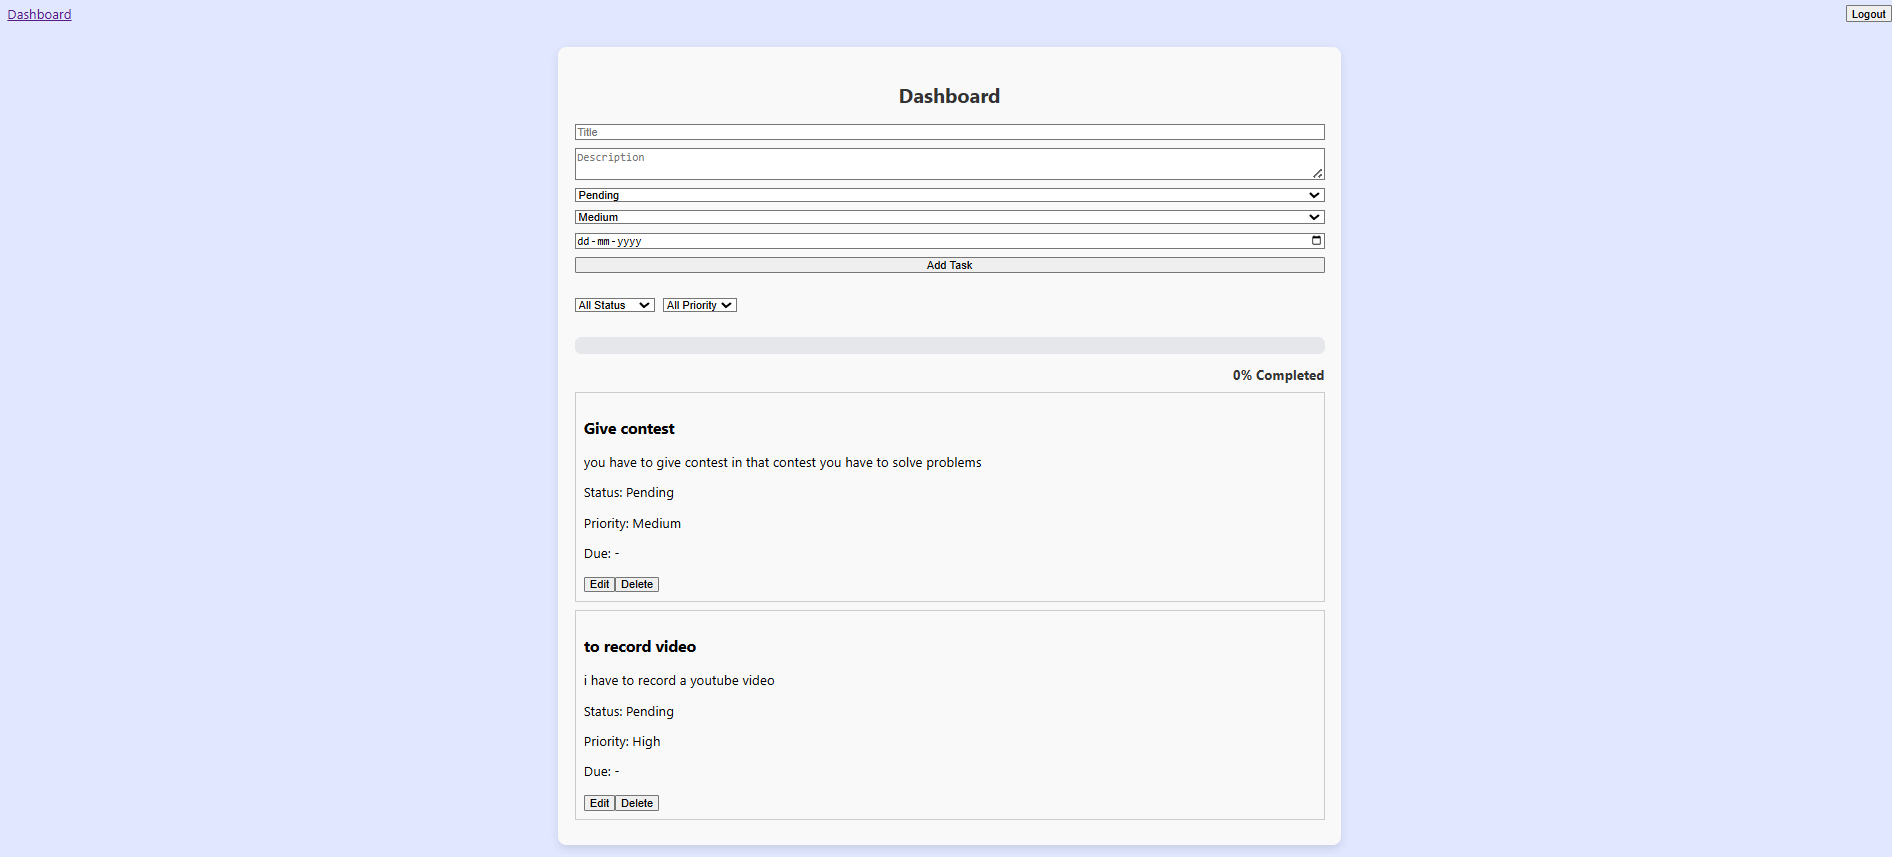 Dashboard
Logout
Dashboard
Title
Description
Pending
Medium
dd-mm-yyyy
Add Task
All Status All Priority
0% Completed
Give contest
you have to give contest in that contest you have to solve problems
Status: Pending
Priority: Medium
Due: -
Edit Delete
to record video
i have to record a youtube video
Status: Pending
Priority: High
Due: -
Edit Delete